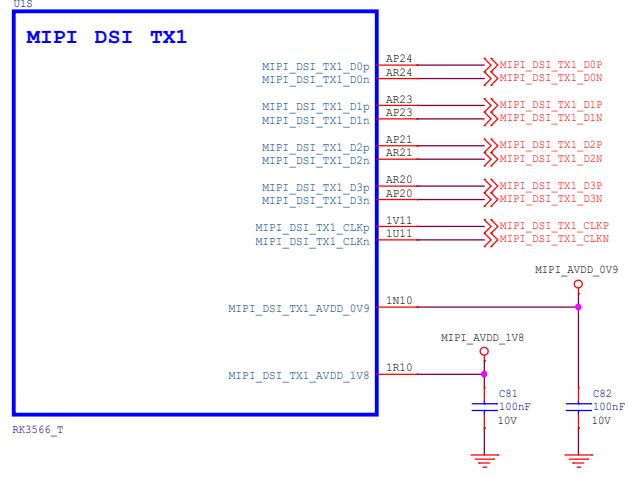 U1S
MIPI DSI TX1
MIPI_DSI_TX1_D0p AP24 MIPI_DSI_TX1_D0P
MIPI_DSI_TX1_D0n AR24 MIPI_DSI_TX1_D0N
MIPI_DSI_TX1_D1p AR23 MIPI_DSI_TX1_D1P
MIPI_DSI_TX1_D1n AP23 MIPI_DSI_TX1_D1N
MIPI_DSI_TX1_D2p AP21 MIPI_DSI_TX1_D2P
MIPI_DSI_TX1_D2n AR21 MIPI_DSI_TX1_D2N
MIPI_DSI_TX1_D3p AR20 MIPI_DSI_TX1_D3P
MIPI_DSI_TX1_D3n AP20 MIPI_DSI_TX1_D3N
MIPI_DSI_TX1_CLKp 1V11 MIPI_DSI_TX1_CLKP
MIPI_DSI_TX1_CLKn 1U11 MIPI_DSI_TX1_CLKN
MIPI_AVDD_0V9
MIPI_DSI_TX1_AVDD_0V9 1N10
MIPI_AVDD_1V8
MIPI_DSI_TX1_AVDD_1V8 1R10
C81 C82
100nF 100nF
10V 10V
RK3566_T